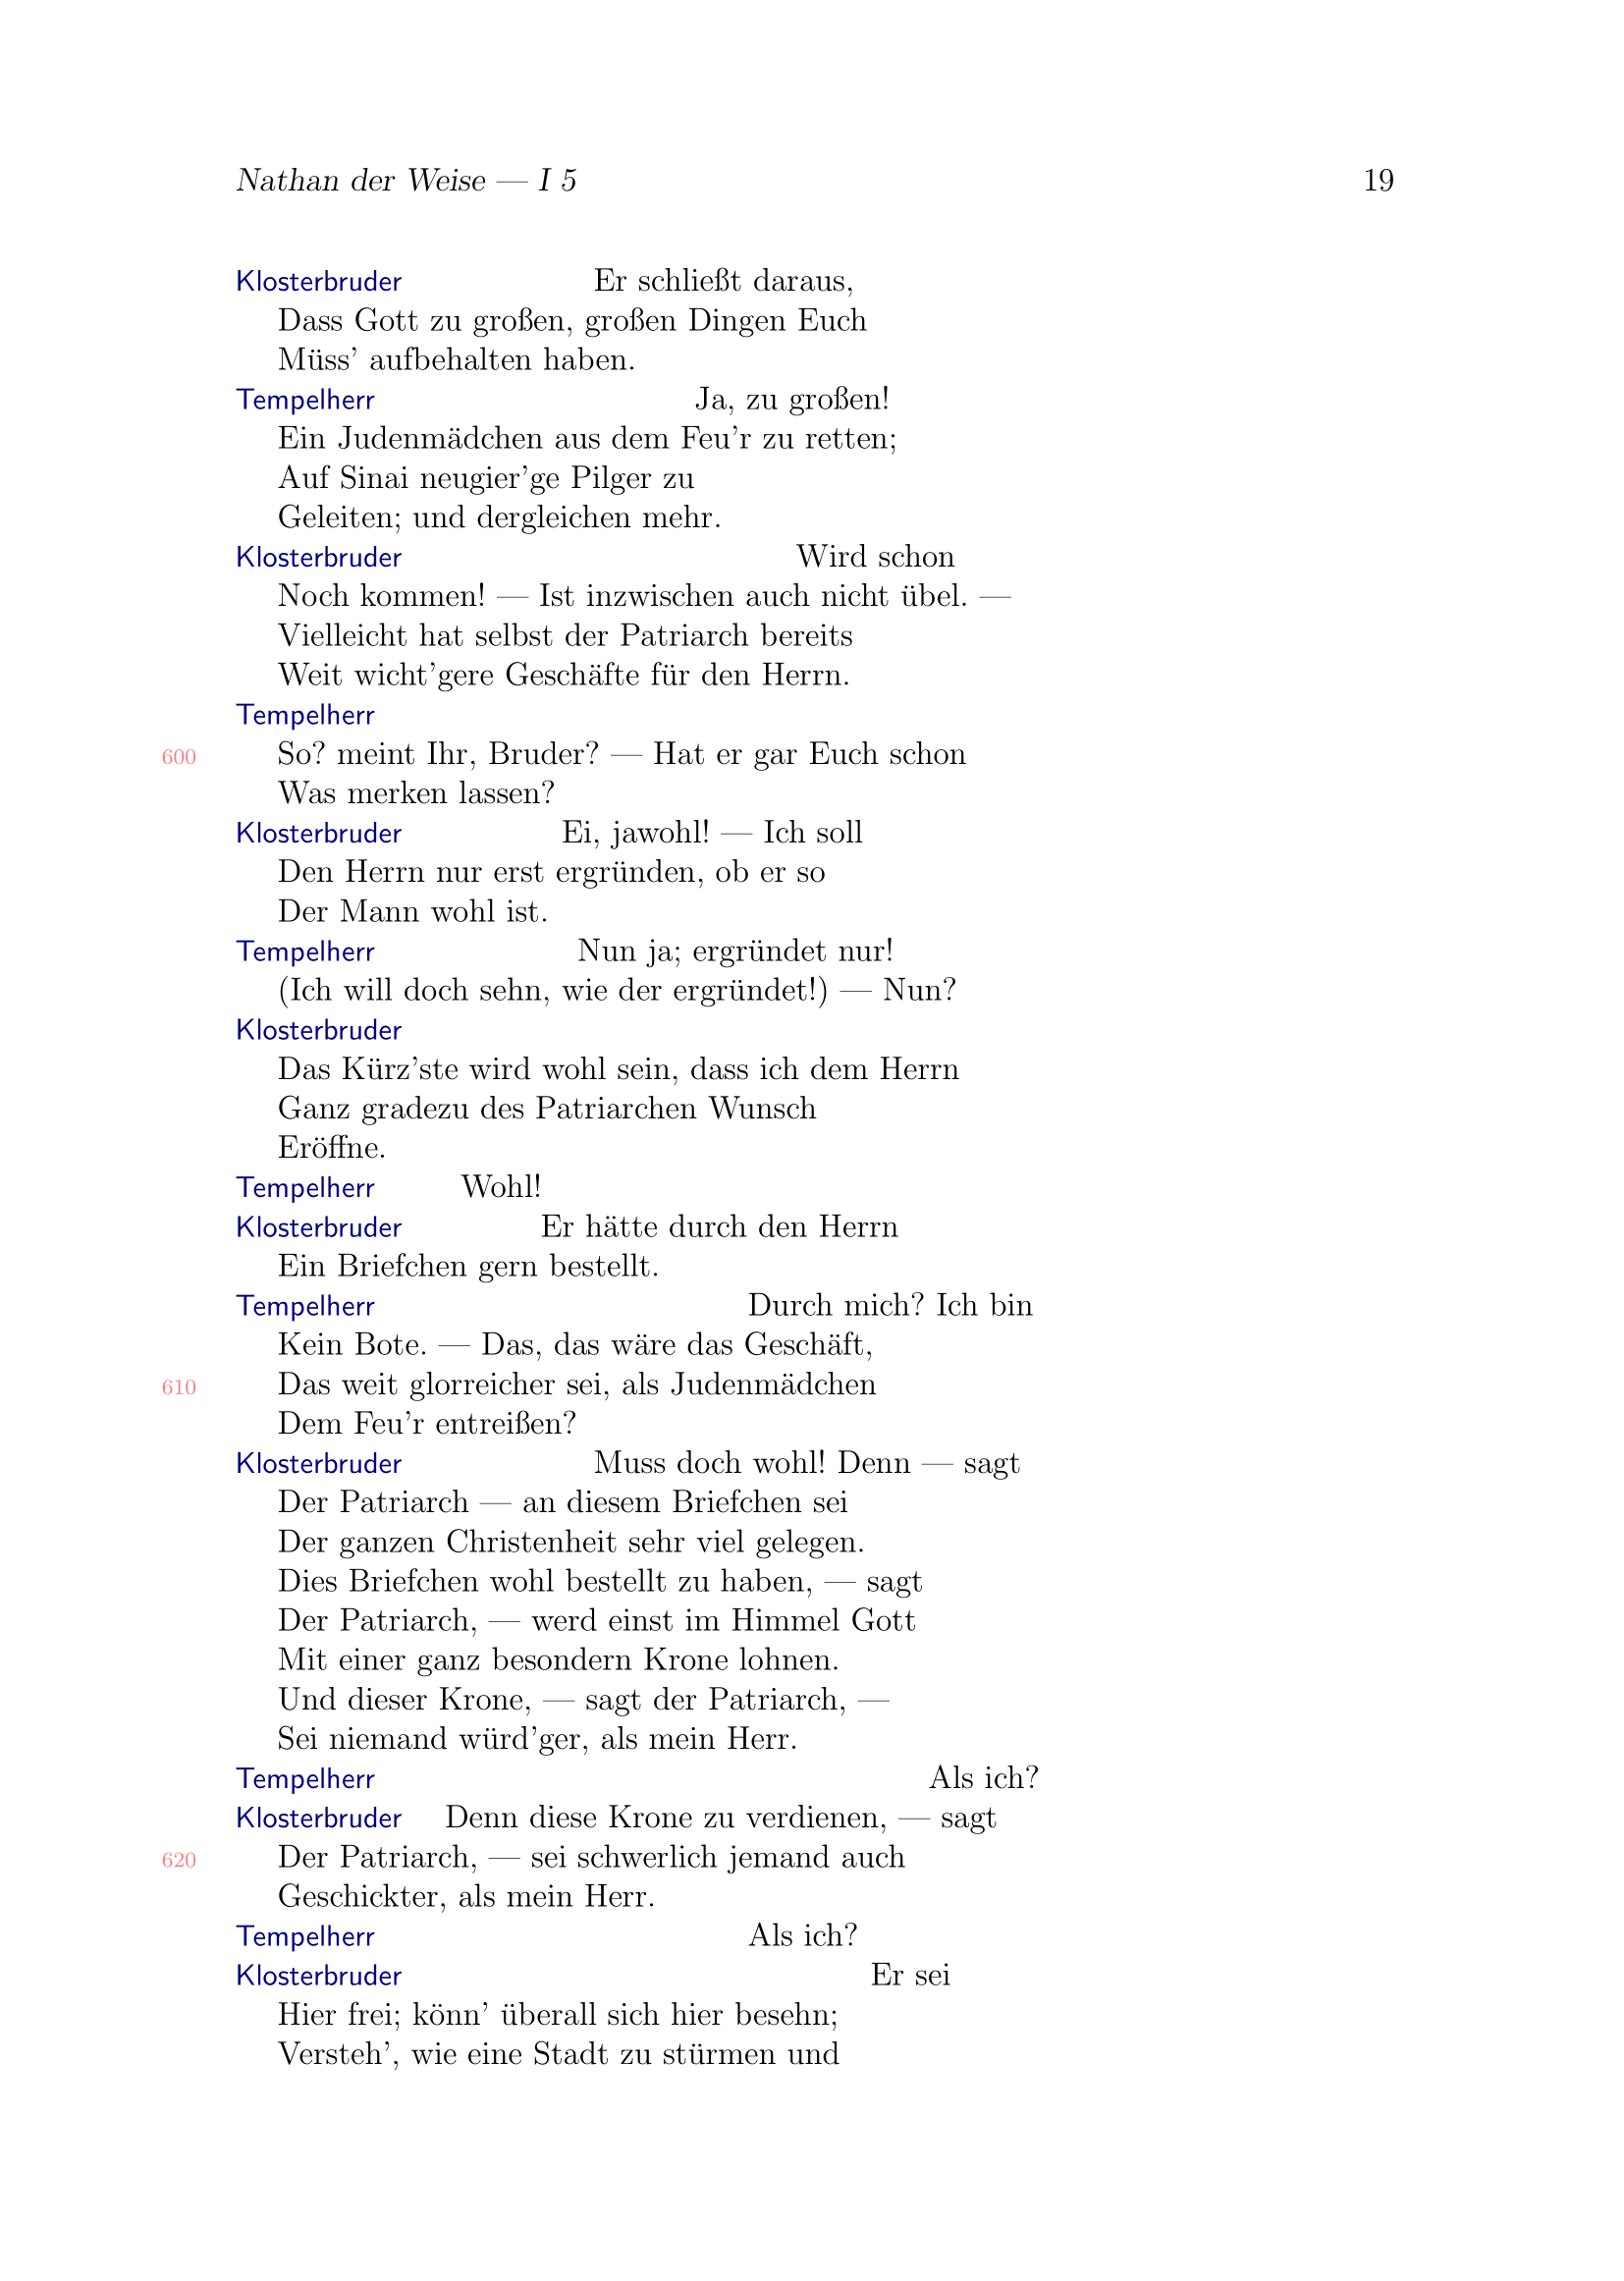 Nathan der Weise — I 5 19
Klosterbruder Er schließt daraus,
Dass Gott zu großen, großen Dingen Euch
Müss’ aufbehalten haben.
Tempelherr Ja, zu großen!
Ein Judenmädchen aus dem Feu’r zu retten;
Auf Sinai neugier’ge Pilger zu
Geleiten; und dergleichen mehr.
Klosterbruder Wird schon
Noch kommen! — Ist inzwischen auch nicht übel. —
Vielleicht hat selbst der Patriarch bereits
Weit wicht’gere Geschäfte für den Herrn.
Tempelherr
600 So? meint Ihr, Bruder? — Hat er gar Euch schon
Was merken lassen?
Klosterbruder Ei, jawohl! — Ich soll
Den Herrn nur erst ergründen, ob er so
Der Mann wohl ist.
Tempelherr Nun ja; ergründet nur!
(Ich will doch sehn, wie der ergründet!) — Nun?
Klosterbruder
Das Kürz’ste wird wohl sein, dass ich dem Herrn
Ganz gradezu des Patriarchen Wunsch
Eröffne.
Tempelherr Wohl!
Klosterbruder Er hätte durch den Herrn
Ein Briefchen gern bestellt.
Tempelherr Durch mich? Ich bin
Kein Bote. — Das, das wäre das Geschäft,
610 Das weit glorreicher sei, als Judenmädchen
Dem Feu’r entreißen?
Klosterbruder Muss doch wohl! Denn — sagt
Der Patriarch — an diesem Briefchen sei
Der ganzen Christenheit sehr viel gelegen.
Dies Briefchen wohl bestellt zu haben, — sagt
Der Patriarch, — werd einst im Himmel Gott
Mit einer ganz besondern Krone lohnen.
Und dieser Krone, — sagt der Patriarch, —
Sei niemand würd’ger, als mein Herr.
Tempelherr Als ich?
Klosterbruder Denn diese Krone zu verdienen, — sagt
620 Der Patriarch, — sei schwerlich jemand auch
Geschickter, als mein Herr.
Tempelherr Als ich?
Klosterbruder Er sei
Hier frei; könn’ überall sich hier besehn;
Versteh’, wie eine Stadt zu stürmen und